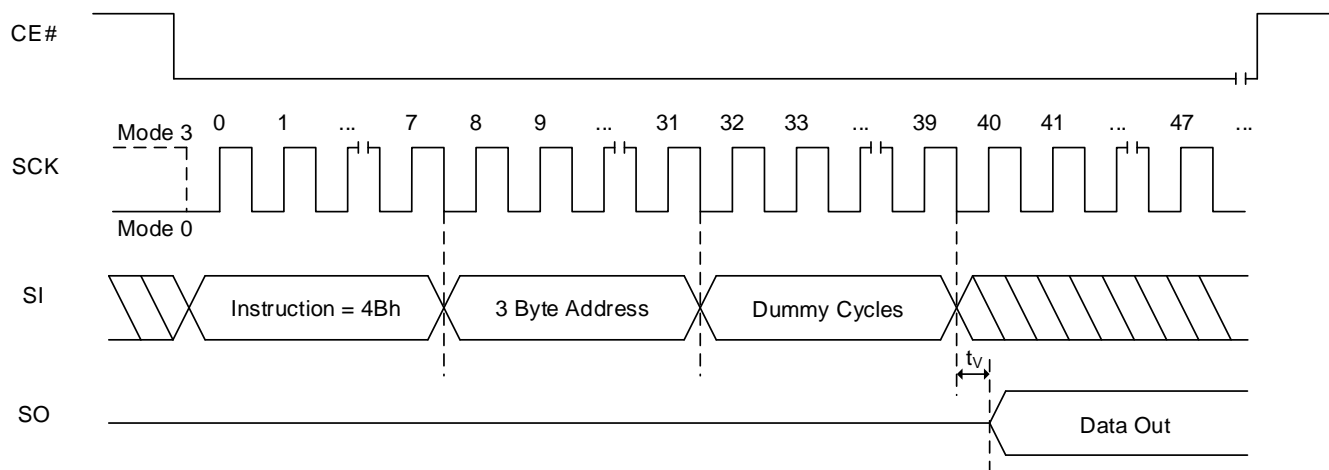 CE#
Mode 3 0 1 ... 7 8 9 ... 31 32 33 ... 39 40 41 ... 47 ...
SCK
Mode 0
SI Instruction = 4Bh 3 Byte Address Dummy Cycles
tV
SO Data Out